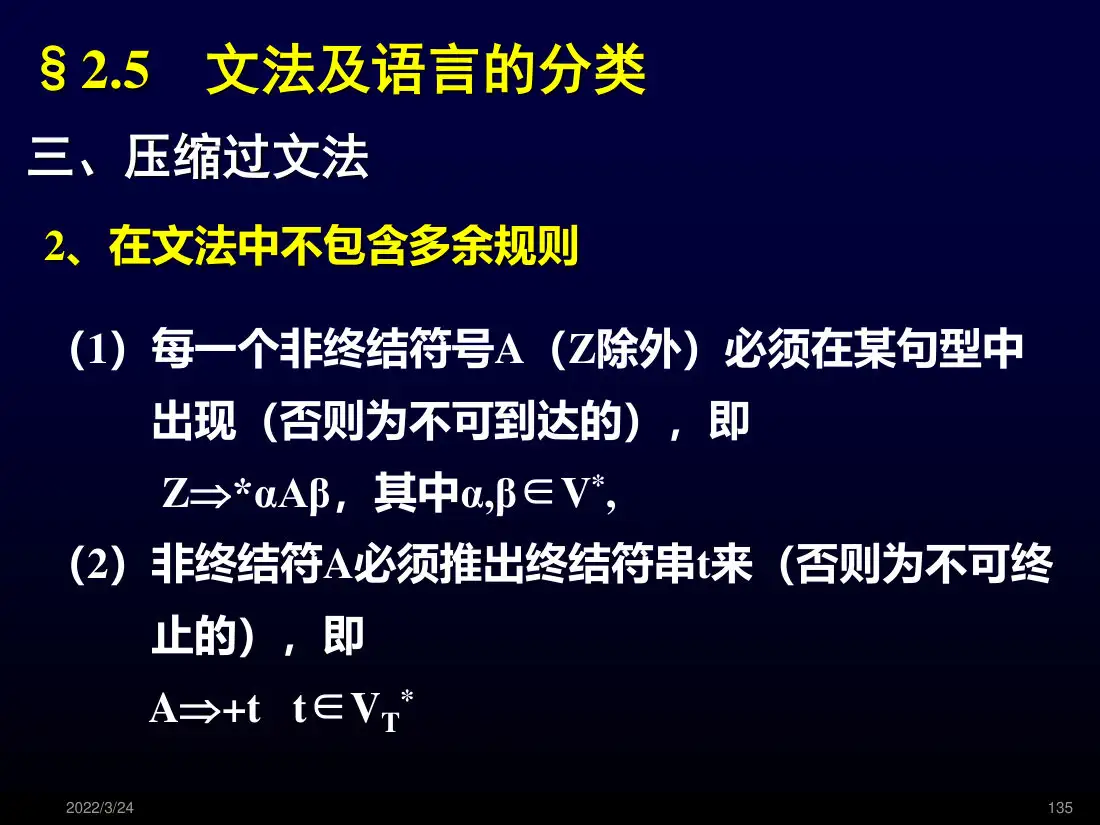 §2.5 文法及语言的分类
三、压缩过文法
2、在文法中不包含多余规则
（1）每一个非终结符号A（Z除外）必须在某句型中
出现（否则为不可到达的），即
Z⇒*αAβ，其中α,β∈V*,
（2）非终结符A必须推出终结符串t来（否则为不可终
止的），即
A⇒+t t∈VT*
2022/3/24
135